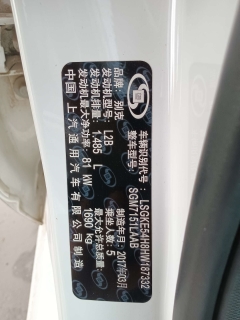 品牌: 别克
发动机型号: L2B
发动机排量: 1.485 L
发动机最大净功率: 81 kW
中国 上汽通用汽车有限公司制造
车辆识别代号:
LSGKE54H8HW187332
整车型号:
SGM7151LAAB
制造年月: 2017年03月
乘坐人数: 5
最大允许总质量: 1690 kg